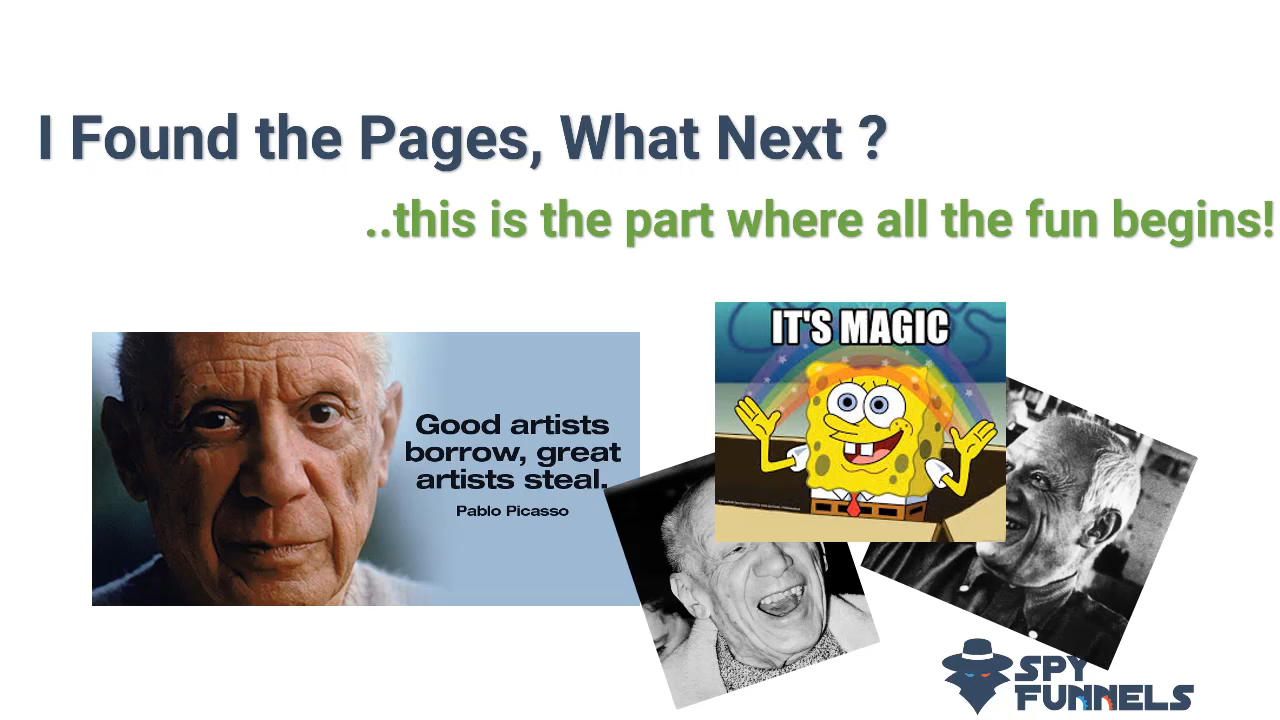 I Found the Pages, What Next ?
..this is the part where all the fun begins!
IT'S MAGIC
Good artists
borrow, great
artists steal.
Pablo Picasso
SPY
FUNNELS